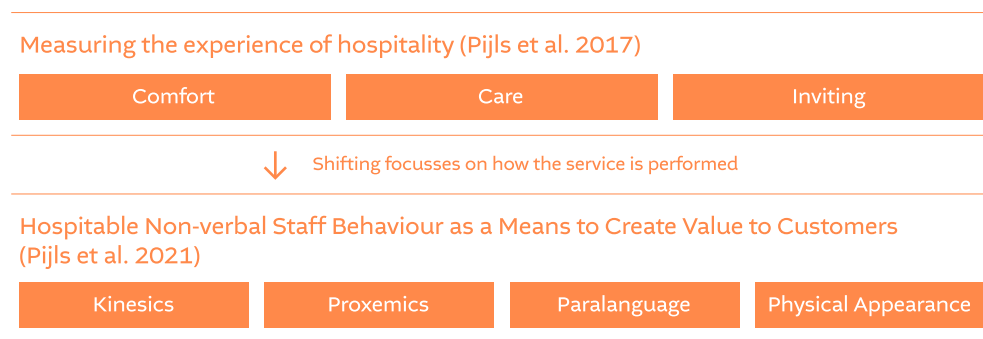 Measuring the experience of hospitality (Pijls et al. 2017)
Comfort
Care
Inviting
Shifting focusses on how the service is performed
Hospitable Non-verbal Staff Behaviour as a Means to Create Value to Customers
(Pijls et al. 2021)
Kinesics
Proxemics
Paralanguage
Physical Appearance